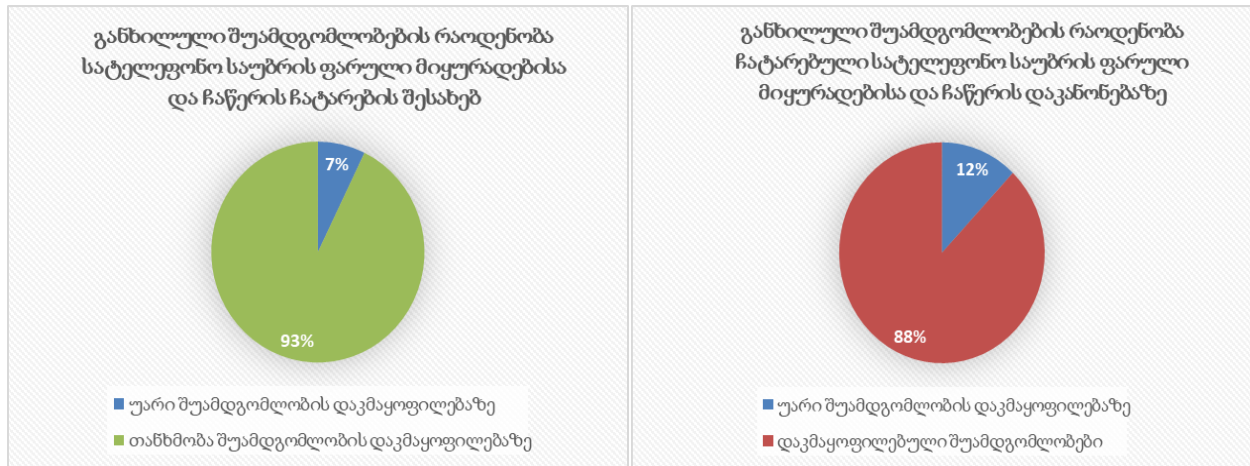 განხილული შუამდგომლობების რაოდენობა
სატელეფონო საუბრის ფარული მიყურადებისა
და ჩაწერის ჩატარების შესახებ
7%
93%
უარი შუამდგომლობის დაკმაყოფილებაზე
თანხმობა შუამდგომლობის დაკმაყოფილებაზე
განხილული შუამდგომლობების რაოდენობა
ჩატარებული სატელეფონო საუბრის ფარული
მიყურადებისა და ჩაწერის დაკანონებაზე
12%
88%
უარი შუამდგომლობის დაკმაყოფილებაზე
დაკმაყოფილებული შუამდგომლობები